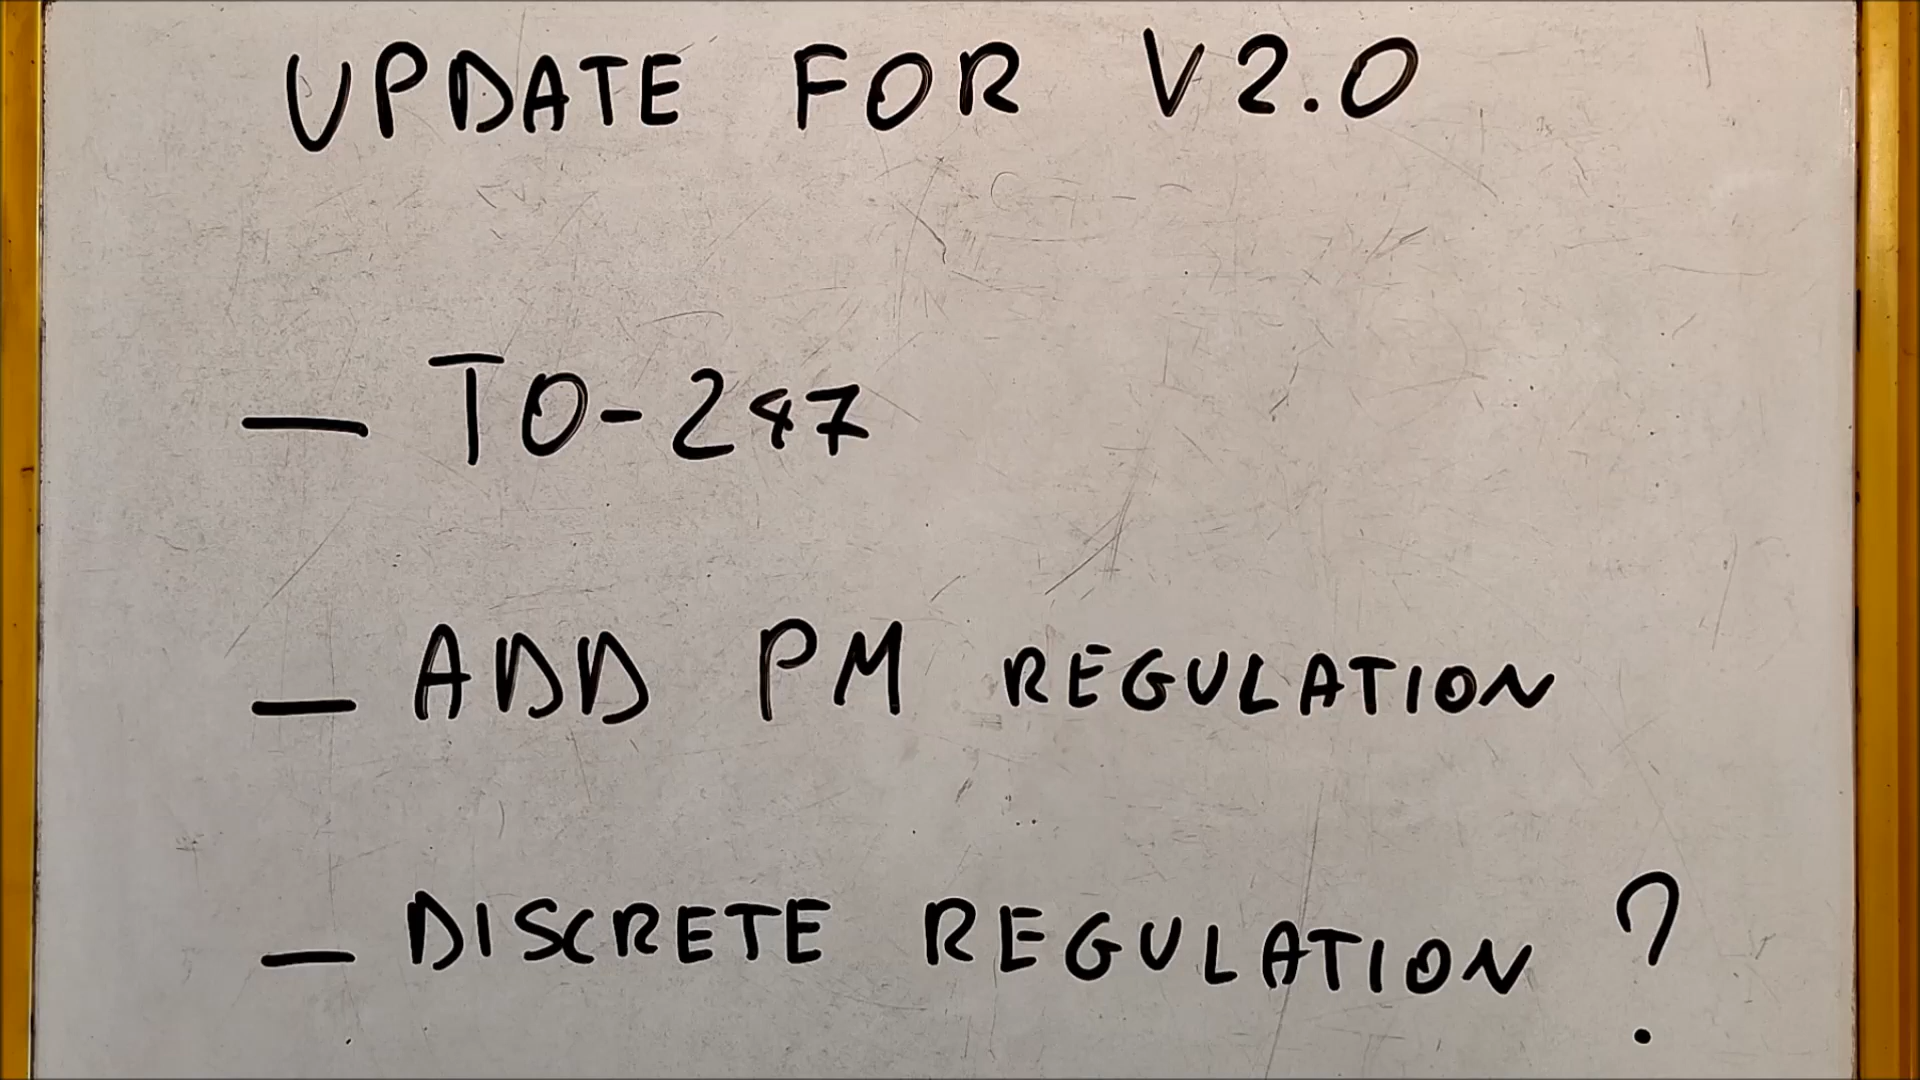 UPDATE FOR V2.0
— TO-247
— ADD PM REGULATION
— DISCRETE REGULATION ?